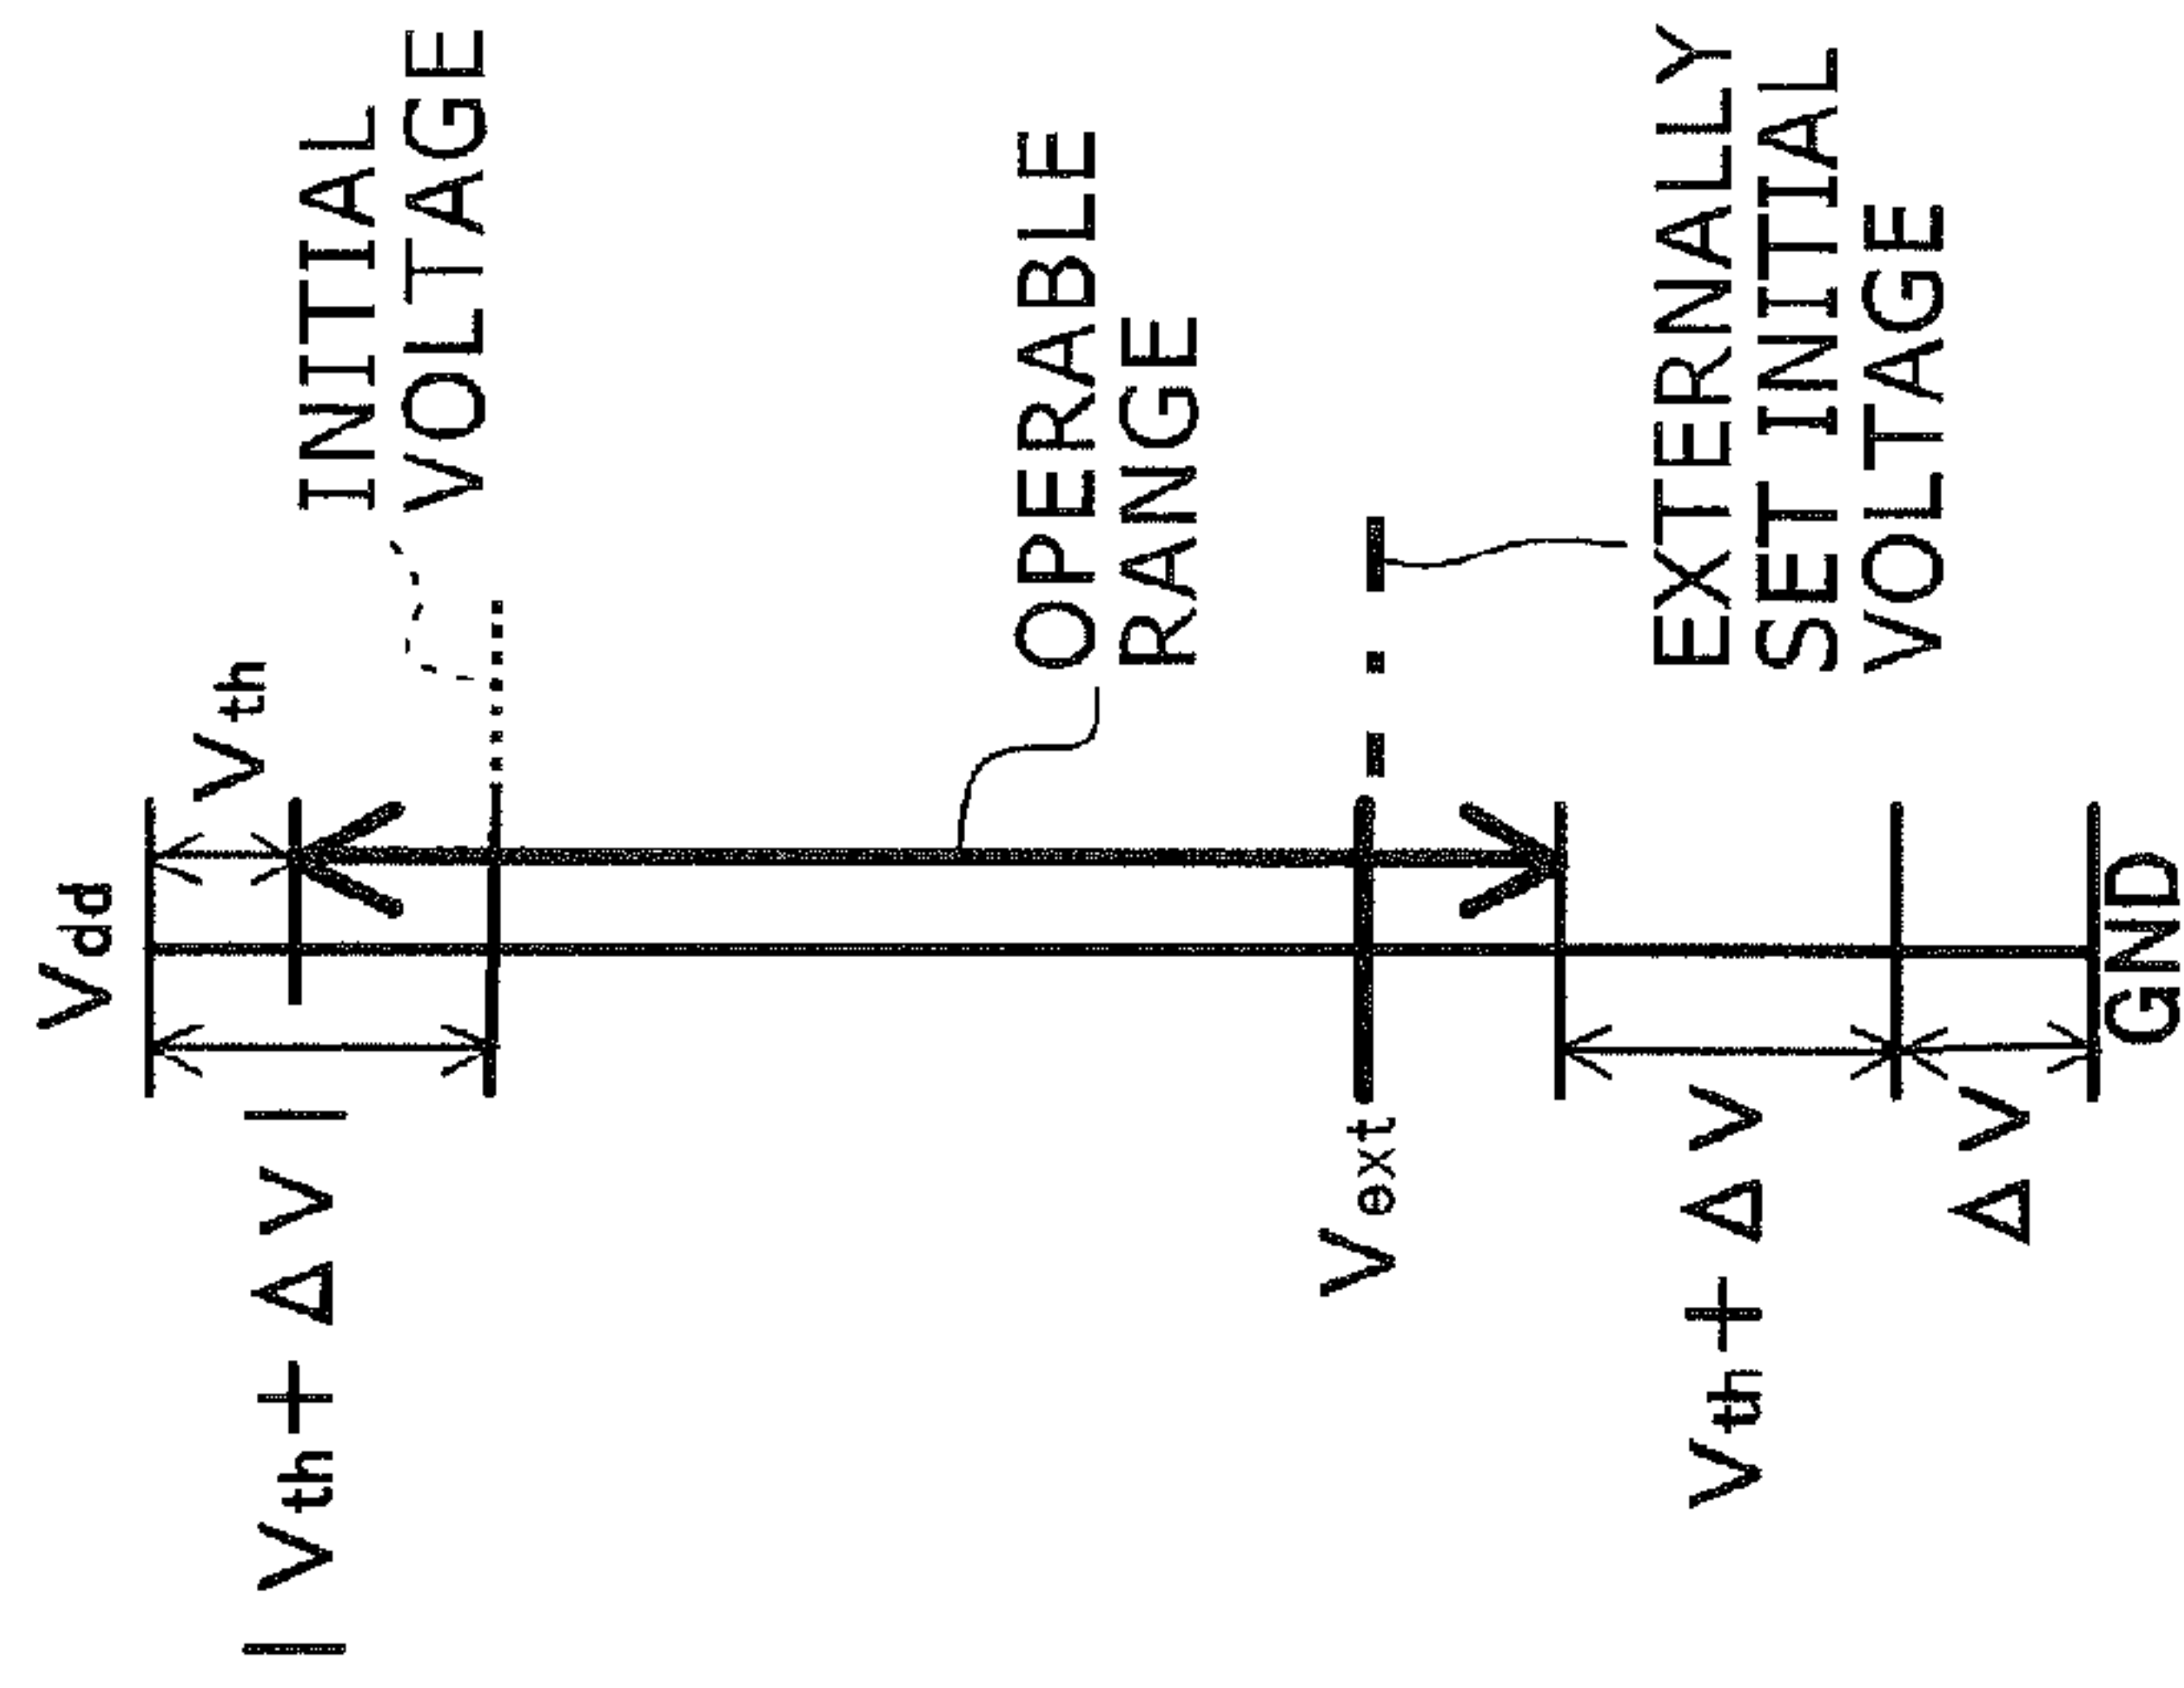 Vdd
Vth
|Vth+ΔV|
INITIAL
VOLTAGE
OPERABLE
RANGE
Vext
EXTERNALLY
SET INITIAL
VOLTAGE
Vth+ΔV
ΔV
GND